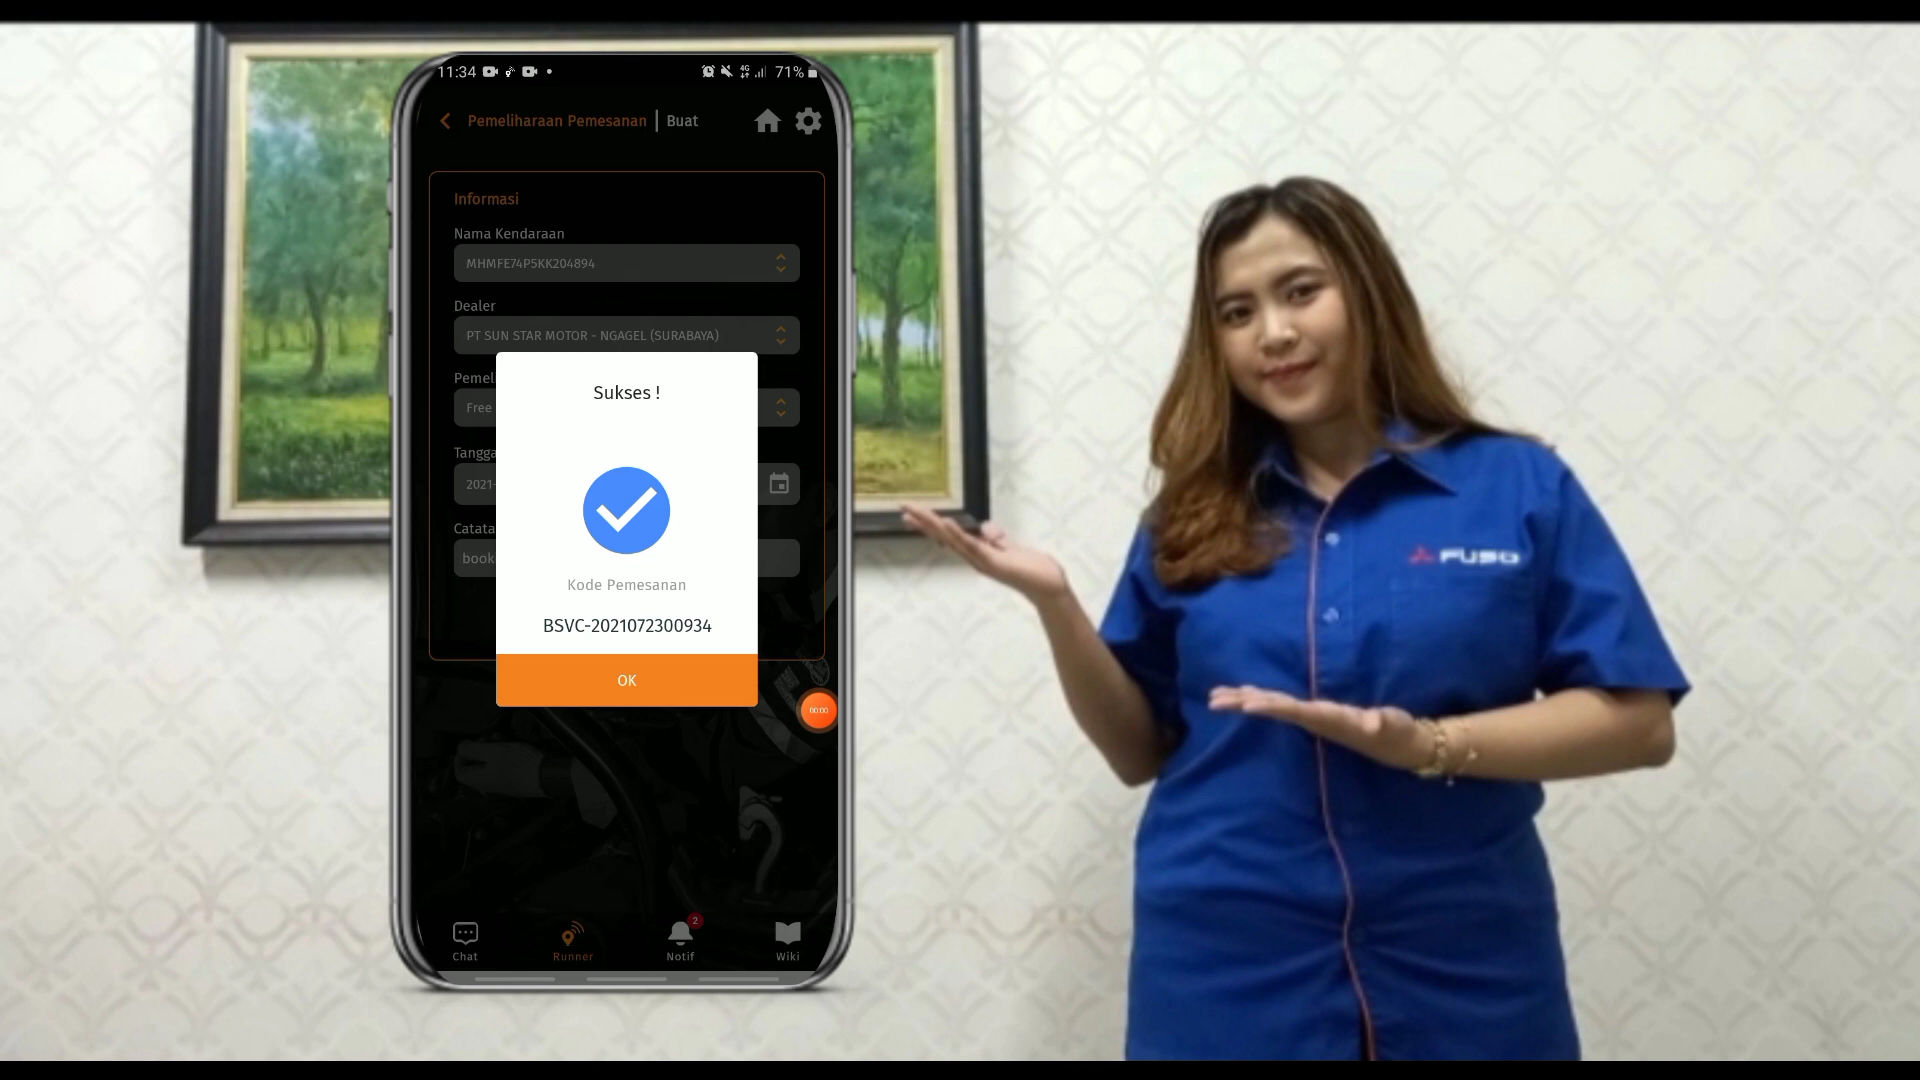 11:34
71%
Pemeliharaan Pemesanan | Buat
Informasi
Nama Kendaraan
MHMFE74P5KK204894
Dealer
PT SUN STAR MOTOR - NGAGEL (SURABAYA)
Pemel
Free
Tangga
2021-
Catata
book
Sukses !
Kode Pemesanan
BSVC-2021072300934
OK
00:00
Chat
Runner
2
Notif
Wiki
FUSO